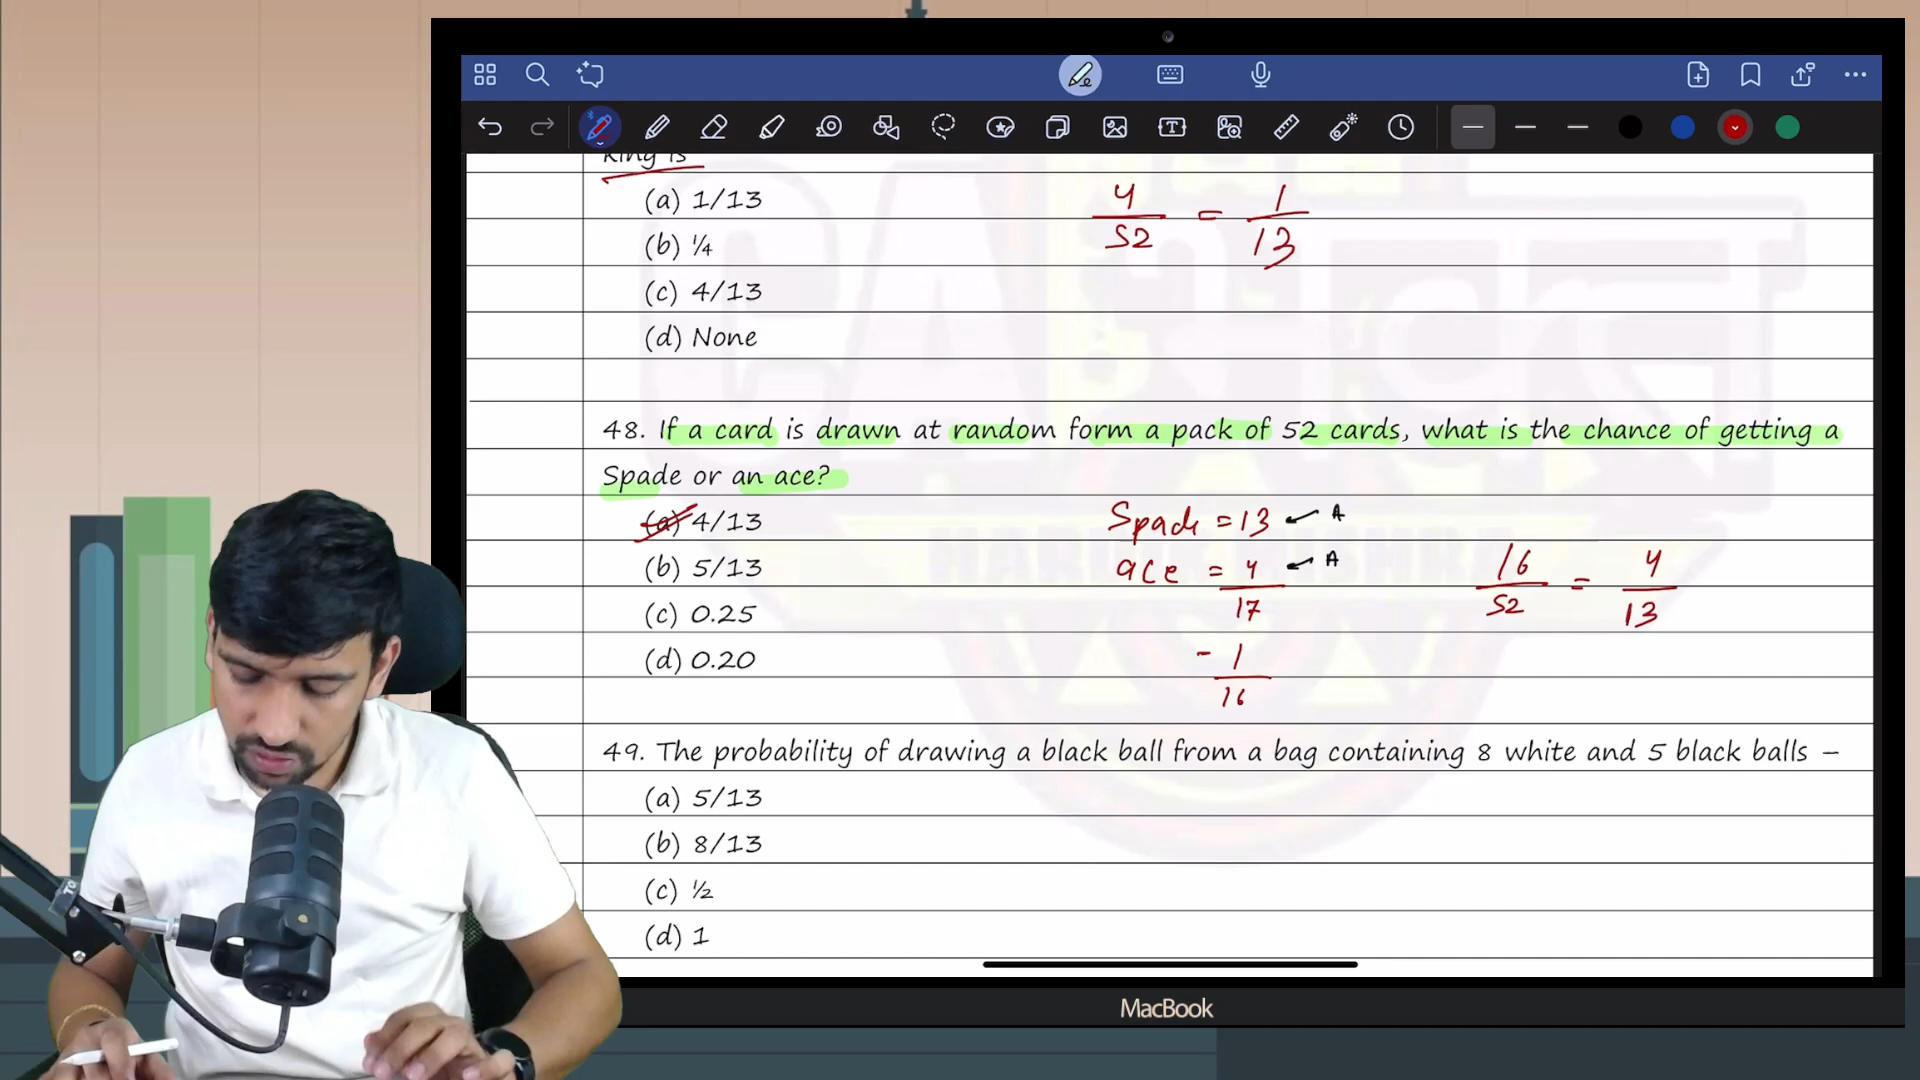 King is
(a) 1/13
4/52 = 1/13
(b) ¼
(c) 4/13
(d) None
48. If a card is drawn at random form a pack of 52 cards, what is the chance of getting a
Spade or an ace?
(a) 4/13
Spade = 13 ← A
(b) 5/13
ace = 4 ← A
16/52 = 4/13
17
(c) 0.25
- 1
(d) 0.20
16
49. The probability of drawing a black ball from a bag containing 8 white and 5 black balls –
(a) 5/13
(b) 8/13
(c) ½
(d) 1
MacBook